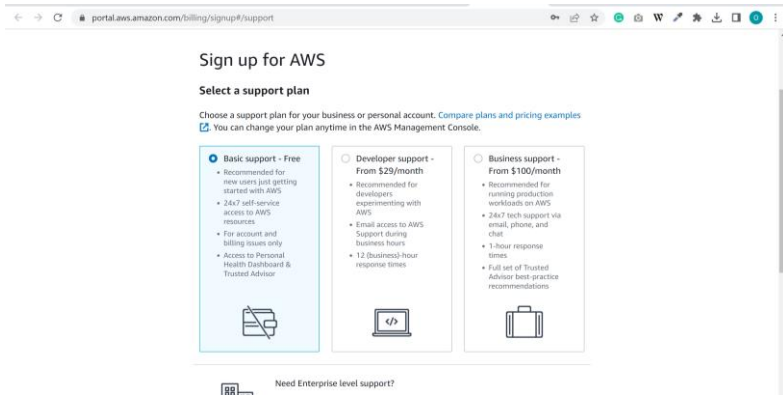 portal.aws.amazon.com/billing/signup#/support
Sign up for AWS
Select a support plan
Choose a support plan for your business or personal account. Compare plans and pricing examples
. You can change your plan anytime in the AWS Management Console.
Basic support - Free
• Recommended for
new users just getting
started with AWS
• 24x7 self-service
access to AWS
resources
• For account and
billing issues only
• Access to Personal
Health Dashboard &
Trusted Advisor
Developer support -
From $29/month
• Recommended for
developers
experimenting with
AWS
• Email access to AWS
Support during
business hours
• 12 (business)-hour
response times
</>
Business support -
From $100/month
• Recommended for
running production
workloads on AWS
• 24x7 tech support via
email, phone, and
chat
• 1-hour response
times
• Full set of Trusted
Advisor best-practice
recommendations
Need Enterprise level support?